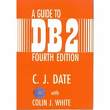 A GUIDE TO
DB2
FOURTH EDITION
C. J. DATE
with
COLIN J. WHITE